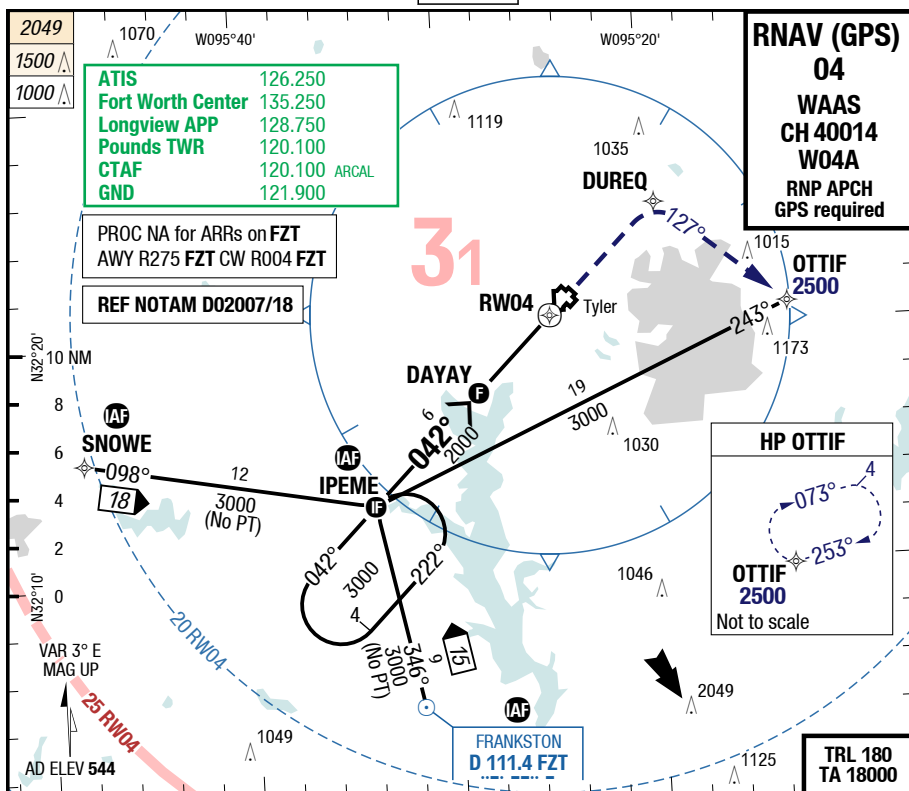 2049
1500
1000
1070
W095°40'
W095°20'
RNAV (GPS)
04
WAAS
CH 40014
W04A
RNP APCH
GPS required
ATIS 126.250
Fort Worth Center 135.250
Longview APP 128.750
Pounds TWR 120.100
CTAF 120.100 ARCAL
GND 121.900
1119
1035
DUREQ
127°
1015
OTTIF
2500
PROC NA for ARRs on FZT
AWY R275 FZT CW R004 FZT
REF NOTAM D02007/18
31
RW04
Tyler
243°
1173
N32°20'
10 NM
8
6
4
2
0
N32°10'
DAYAY
F
19
3000
6
042°
2000
1030
IAF
SNOWE
098°
12
3000
(No PT)
18
IAF
IPEME
IF
HP OTTIF
4
073°
253°
OTTIF
2500
Not to scale
042°
3000
222°
4
(No PT)
346°
9
3000
15
1046
20 RW04
VAR 3° E
MAG UP
25 RW04
2049
IAF
1049
FRANKSTON
D 111.4 FZT
AD ELEV 544
1125
TRL 180
TA 18000